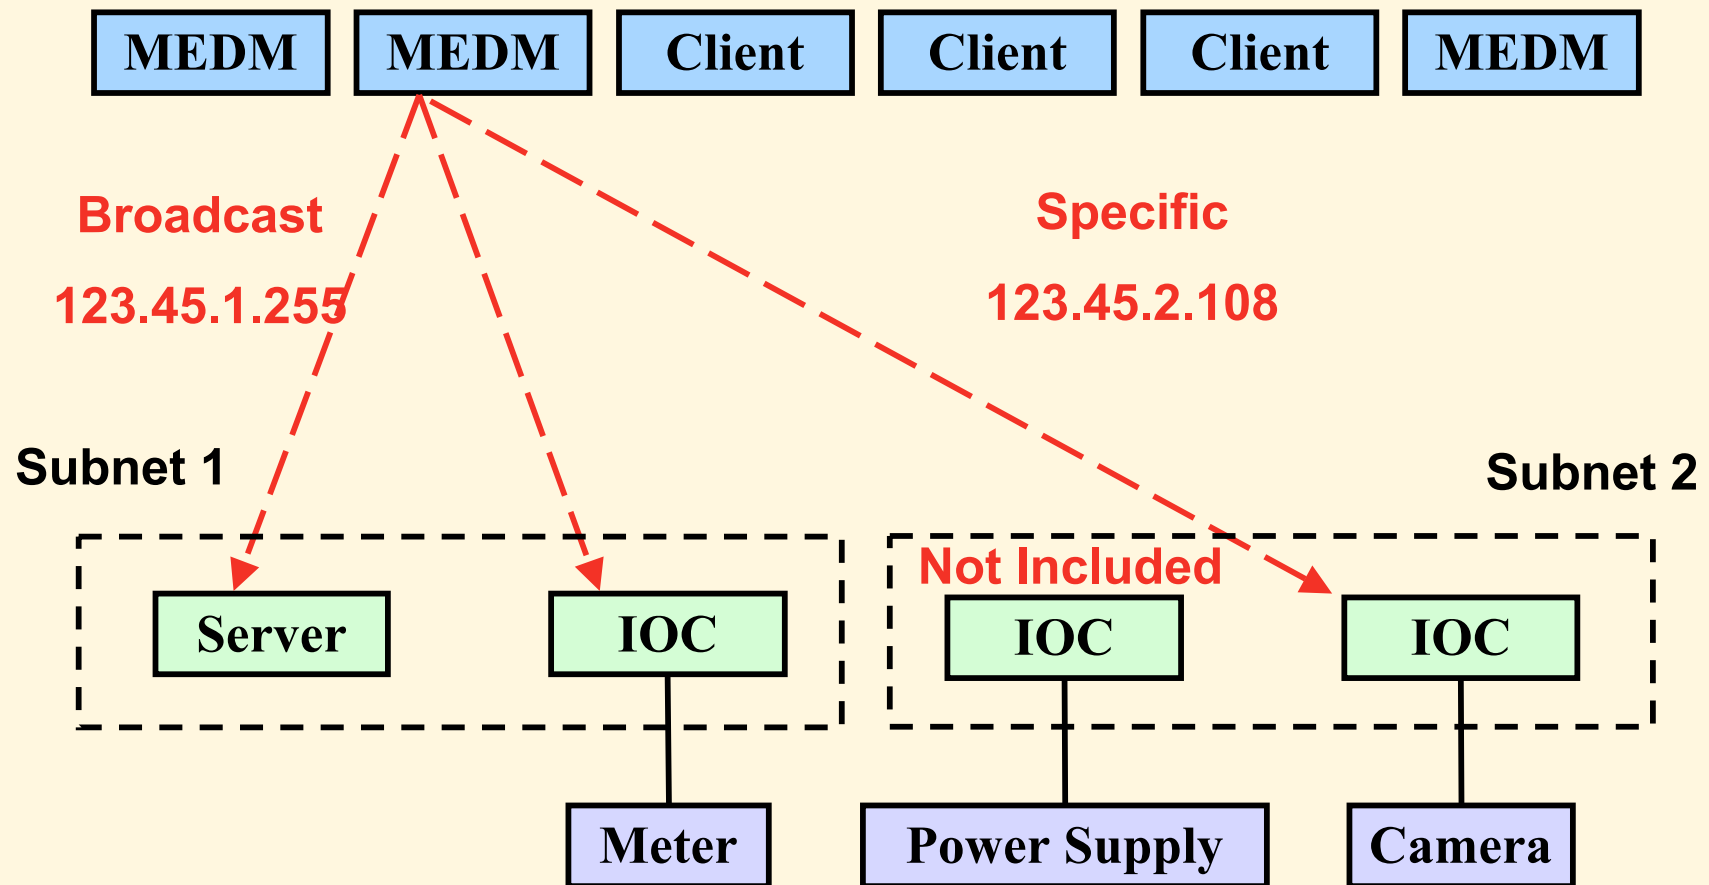 MEDM
MEDM
Client
Client
Client
MEDM
Broadcast
123.45.1.255
Specific
123.45.2.108
Subnet 1
Subnet 2
Not Included
Server
IOC
IOC
IOC
Meter
Power Supply
Camera